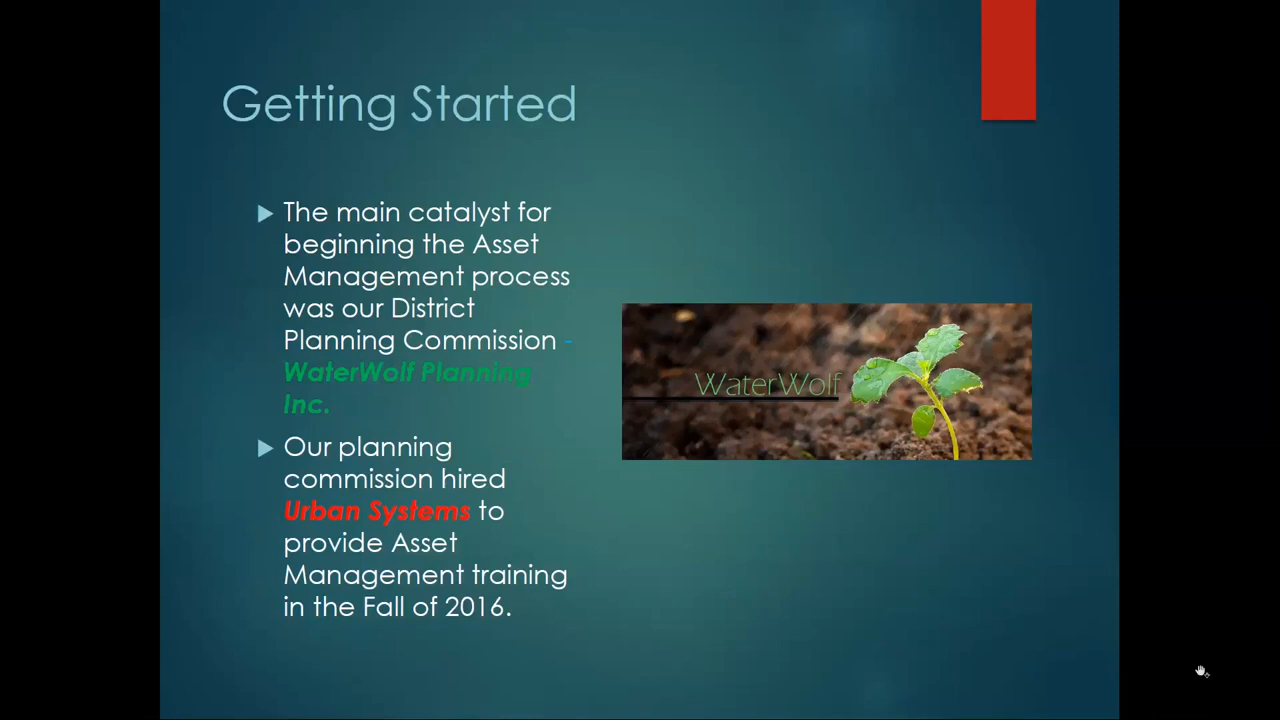 Getting Started
The main catalyst for
beginning the Asset
Management process
was our District
Planning Commission -
WaterWolf Planning
Inc.
Our planning
commission hired
Urban Systems to
provide Asset
Management training
in the Fall of 2016.
WaterWolf